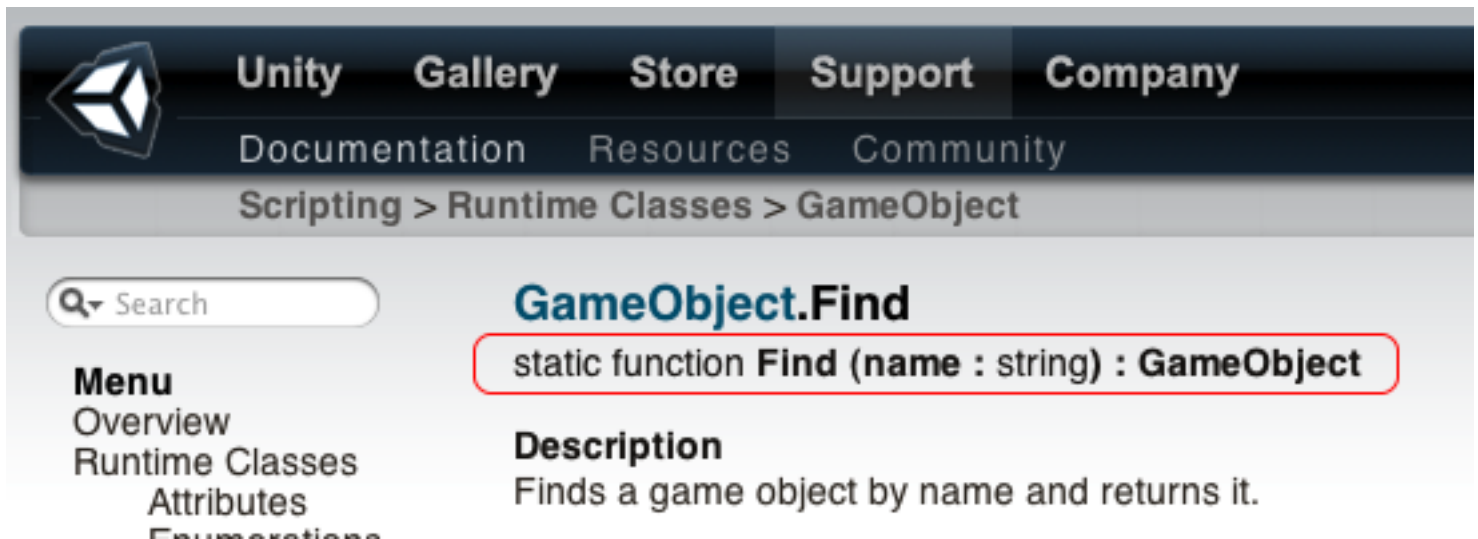 Unity Gallery Store Support Company
Documentation Resources Community
Scripting > Runtime Classes > GameObject
Search
Menu
Overview
Runtime Classes
Attributes
Enumerations
GameObject.Find
static function Find (name : string) : GameObject
Description
Finds a game object by name and returns it.